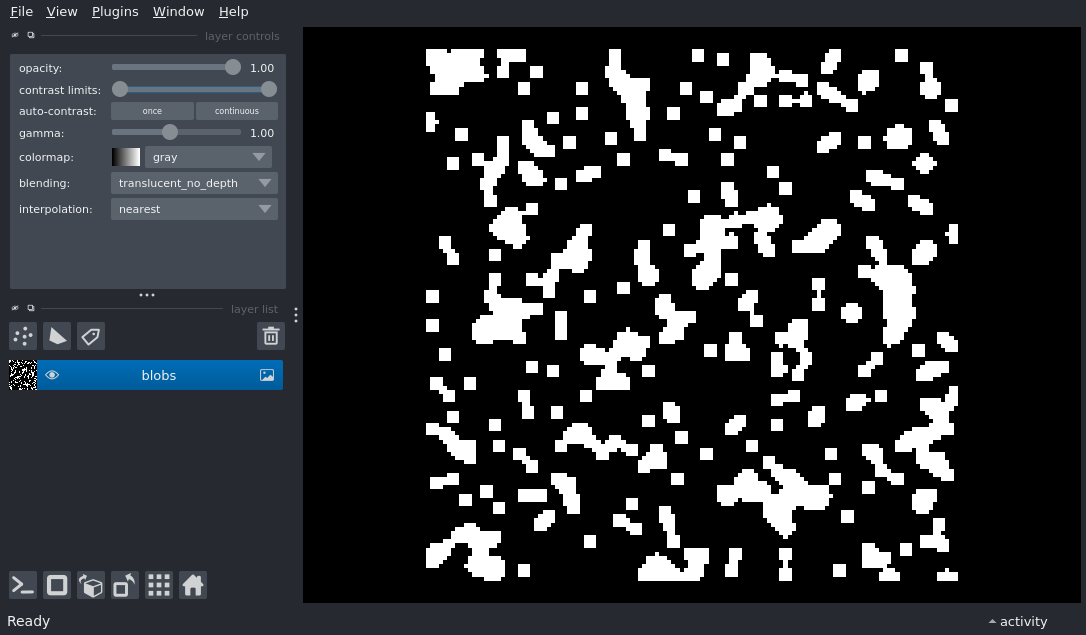 File View Plugins Window Help
layer controls
opacity: 1.00
contrast limits:
auto-contrast: once continuous
gamma: 1.00
colormap: gray
blending: translucent_no_depth
interpolation: nearest
layer list
blobs
Ready activity